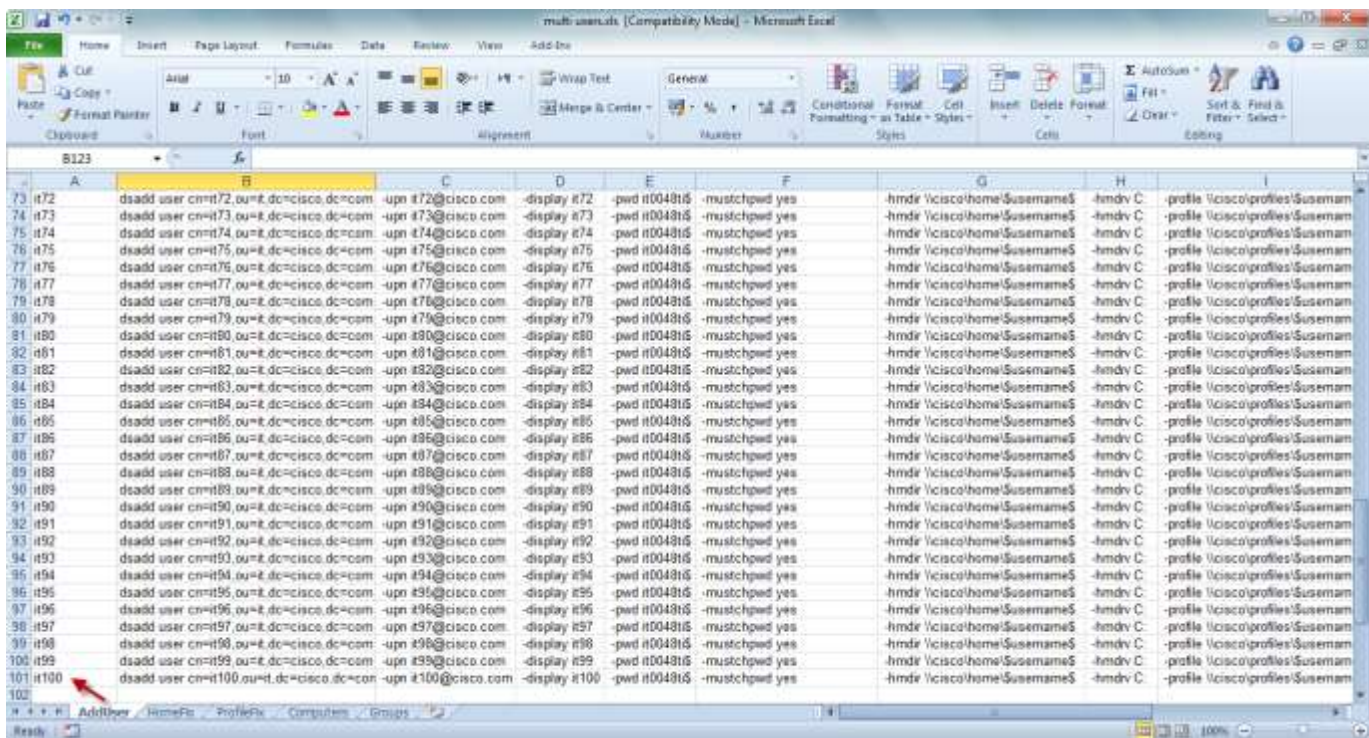 multi-users.xls [Compatibility Mode] - Microsoft Excel
File Home Insert Page Layout Formulas Data Review View Add-Ins
Paste
Cut
Copy
Format Painter
Clipboard
Arial 10
B I U
Font
Wrap Text
Merge & Center
Alignment
General
Number
Conditional Formatting
Format as Table
Cell Styles
Styles
Insert Delete Format
Cells
AutoSum
Fill
Clear
Sort & Filter
Find & Select
Editing
B123 fx
A B C D E F G H I
73 it72 dsadd user cn=it72,ou=it,dc=cisco,dc=com -upn it72@cisco.com -display it72 -pwd it0048ti$ -mustchpwd yes -hmdir \\cisco\home\$username$ -hmdrv C: -profile \\cisco\profiles\$usernam
74 it73 dsadd user cn=it73,ou=it,dc=cisco,dc=com -upn it73@cisco.com -display it73 -pwd it0048ti$ -mustchpwd yes -hmdir \\cisco\home\$username$ -hmdrv C: -profile \\cisco\profiles\$usernam
75 it74 dsadd user cn=it74,ou=it,dc=cisco,dc=com -upn it74@cisco.com -display it74 -pwd it0048ti$ -mustchpwd yes -hmdir \\cisco\home\$username$ -hmdrv C: -profile \\cisco\profiles\$usernam
76 it75 dsadd user cn=it75,ou=it,dc=cisco,dc=com -upn it75@cisco.com -display it75 -pwd it0048ti$ -mustchpwd yes -hmdir \\cisco\home\$username$ -hmdrv C: -profile \\cisco\profiles\$usernam
77 it76 dsadd user cn=it76,ou=it,dc=cisco,dc=com -upn it76@cisco.com -display it76 -pwd it0048ti$ -mustchpwd yes -hmdir \\cisco\home\$username$ -hmdrv C: -profile \\cisco\profiles\$usernam
78 it77 dsadd user cn=it77,ou=it,dc=cisco,dc=com -upn it77@cisco.com -display it77 -pwd it0048ti$ -mustchpwd yes -hmdir \\cisco\home\$username$ -hmdrv C: -profile \\cisco\profiles\$usernam
79 it78 dsadd user cn=it78,ou=it,dc=cisco,dc=com -upn it78@cisco.com -display it78 -pwd it0048ti$ -mustchpwd yes -hmdir \\cisco\home\$username$ -hmdrv C: -profile \\cisco\profiles\$usernam
80 it79 dsadd user cn=it79,ou=it,dc=cisco,dc=com -upn it79@cisco.com -display it79 -pwd it0048ti$ -mustchpwd yes -hmdir \\cisco\home\$username$ -hmdrv C: -profile \\cisco\profiles\$usernam
81 it80 dsadd user cn=it80,ou=it,dc=cisco,dc=com -upn it80@cisco.com -display it80 -pwd it0048ti$ -mustchpwd yes -hmdir \\cisco\home\$username$ -hmdrv C: -profile \\cisco\profiles\$usernam
82 it81 dsadd user cn=it81,ou=it,dc=cisco,dc=com -upn it81@cisco.com -display it81 -pwd it0048ti$ -mustchpwd yes -hmdir \\cisco\home\$username$ -hmdrv C: -profile \\cisco\profiles\$usernam
83 it82 dsadd user cn=it82,ou=it,dc=cisco,dc=com -upn it82@cisco.com -display it82 -pwd it0048ti$ -mustchpwd yes -hmdir \\cisco\home\$username$ -hmdrv C: -profile \\cisco\profiles\$usernam
84 it83 dsadd user cn=it83,ou=it,dc=cisco,dc=com -upn it83@cisco.com -display it83 -pwd it0048ti$ -mustchpwd yes -hmdir \\cisco\home\$username$ -hmdrv C: -profile \\cisco\profiles\$usernam
85 it84 dsadd user cn=it84,ou=it,dc=cisco,dc=com -upn it84@cisco.com -display it84 -pwd it0048ti$ -mustchpwd yes -hmdir \\cisco\home\$username$ -hmdrv C: -profile \\cisco\profiles\$usernam
86 it85 dsadd user cn=it85,ou=it,dc=cisco,dc=com -upn it85@cisco.com -display it85 -pwd it0048ti$ -mustchpwd yes -hmdir \\cisco\home\$username$ -hmdrv C: -profile \\cisco\profiles\$usernam
87 it86 dsadd user cn=it86,ou=it,dc=cisco,dc=com -upn it86@cisco.com -display it86 -pwd it0048ti$ -mustchpwd yes -hmdir \\cisco\home\$username$ -hmdrv C: -profile \\cisco\profiles\$usernam
88 it87 dsadd user cn=it87,ou=it,dc=cisco,dc=com -upn it87@cisco.com -display it87 -pwd it0048ti$ -mustchpwd yes -hmdir \\cisco\home\$username$ -hmdrv C: -profile \\cisco\profiles\$usernam
89 it88 dsadd user cn=it88,ou=it,dc=cisco,dc=com -upn it88@cisco.com -display it88 -pwd it0048ti$ -mustchpwd yes -hmdir \\cisco\home\$username$ -hmdrv C: -profile \\cisco\profiles\$usernam
90 it89 dsadd user cn=it89,ou=it,dc=cisco,dc=com -upn it89@cisco.com -display it89 -pwd it0048ti$ -mustchpwd yes -hmdir \\cisco\home\$username$ -hmdrv C: -profile \\cisco\profiles\$usernam
91 it90 dsadd user cn=it90,ou=it,dc=cisco,dc=com -upn it90@cisco.com -display it90 -pwd it0048ti$ -mustchpwd yes -hmdir \\cisco\home\$username$ -hmdrv C: -profile \\cisco\profiles\$usernam
92 it91 dsadd user cn=it91,ou=it,dc=cisco,dc=com -upn it91@cisco.com -display it91 -pwd it0048ti$ -mustchpwd yes -hmdir \\cisco\home\$username$ -hmdrv C: -profile \\cisco\profiles\$usernam
93 it92 dsadd user cn=it92,ou=it,dc=cisco,dc=com -upn it92@cisco.com -display it92 -pwd it0048ti$ -mustchpwd yes -hmdir \\cisco\home\$username$ -hmdrv C: -profile \\cisco\profiles\$usernam
94 it93 dsadd user cn=it93,ou=it,dc=cisco,dc=com -upn it93@cisco.com -display it93 -pwd it0048ti$ -mustchpwd yes -hmdir \\cisco\home\$username$ -hmdrv C: -profile \\cisco\profiles\$usernam
95 it94 dsadd user cn=it94,ou=it,dc=cisco,dc=com -upn it94@cisco.com -display it94 -pwd it0048ti$ -mustchpwd yes -hmdir \\cisco\home\$username$ -hmdrv C: -profile \\cisco\profiles\$usernam
96 it95 dsadd user cn=it95,ou=it,dc=cisco,dc=com -upn it95@cisco.com -display it95 -pwd it0048ti$ -mustchpwd yes -hmdir \\cisco\home\$username$ -hmdrv C: -profile \\cisco\profiles\$usernam
97 it96 dsadd user cn=it96,ou=it,dc=cisco,dc=com -upn it96@cisco.com -display it96 -pwd it0048ti$ -mustchpwd yes -hmdir \\cisco\home\$username$ -hmdrv C: -profile \\cisco\profiles\$usernam
98 it97 dsadd user cn=it97,ou=it,dc=cisco,dc=com -upn it97@cisco.com -display it97 -pwd it0048ti$ -mustchpwd yes -hmdir \\cisco\home\$username$ -hmdrv C: -profile \\cisco\profiles\$usernam
99 it98 dsadd user cn=it98,ou=it,dc=cisco,dc=com -upn it98@cisco.com -display it98 -pwd it0048ti$ -mustchpwd yes -hmdir \\cisco\home\$username$ -hmdrv C: -profile \\cisco\profiles\$usernam
100 it99 dsadd user cn=it99,ou=it,dc=cisco,dc=com -upn it99@cisco.com -display it99 -pwd it0048ti$ -mustchpwd yes -hmdir \\cisco\home\$username$ -hmdrv C: -profile \\cisco\profiles\$usernam
101 it100 dsadd user cn=it100,ou=it,dc=cisco,dc=con -upn it100@cisco.com -display it100 -pwd it0048ti$ -mustchpwd yes -hmdir \\cisco\home\$username$ -hmdrv C: -profile \\cisco\profiles\$usernam
102
AddUser HomeFix ProfileFix Computers Groups
Ready 100%